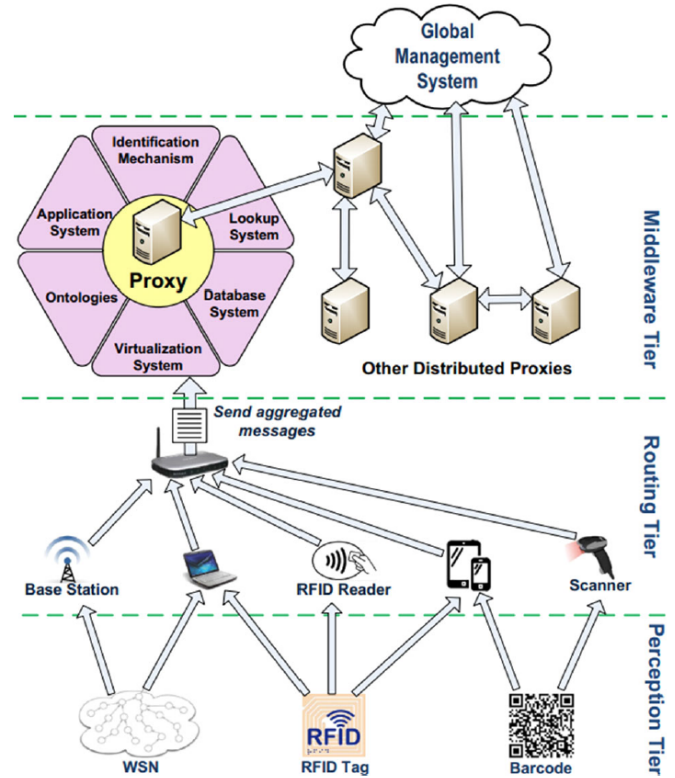 Global
Management
System
Identification
Mechanism
Application
System
Lookup
System
Proxy
Ontologies
Database
System
Virtualization
System
Other Distributed Proxies
Middleware Tier
Send aggregated
messages
Routing Tier
Base Station
RFID Reader
Scanner
Perception Tier
WSN
RFID
RFID Tag
Barcode